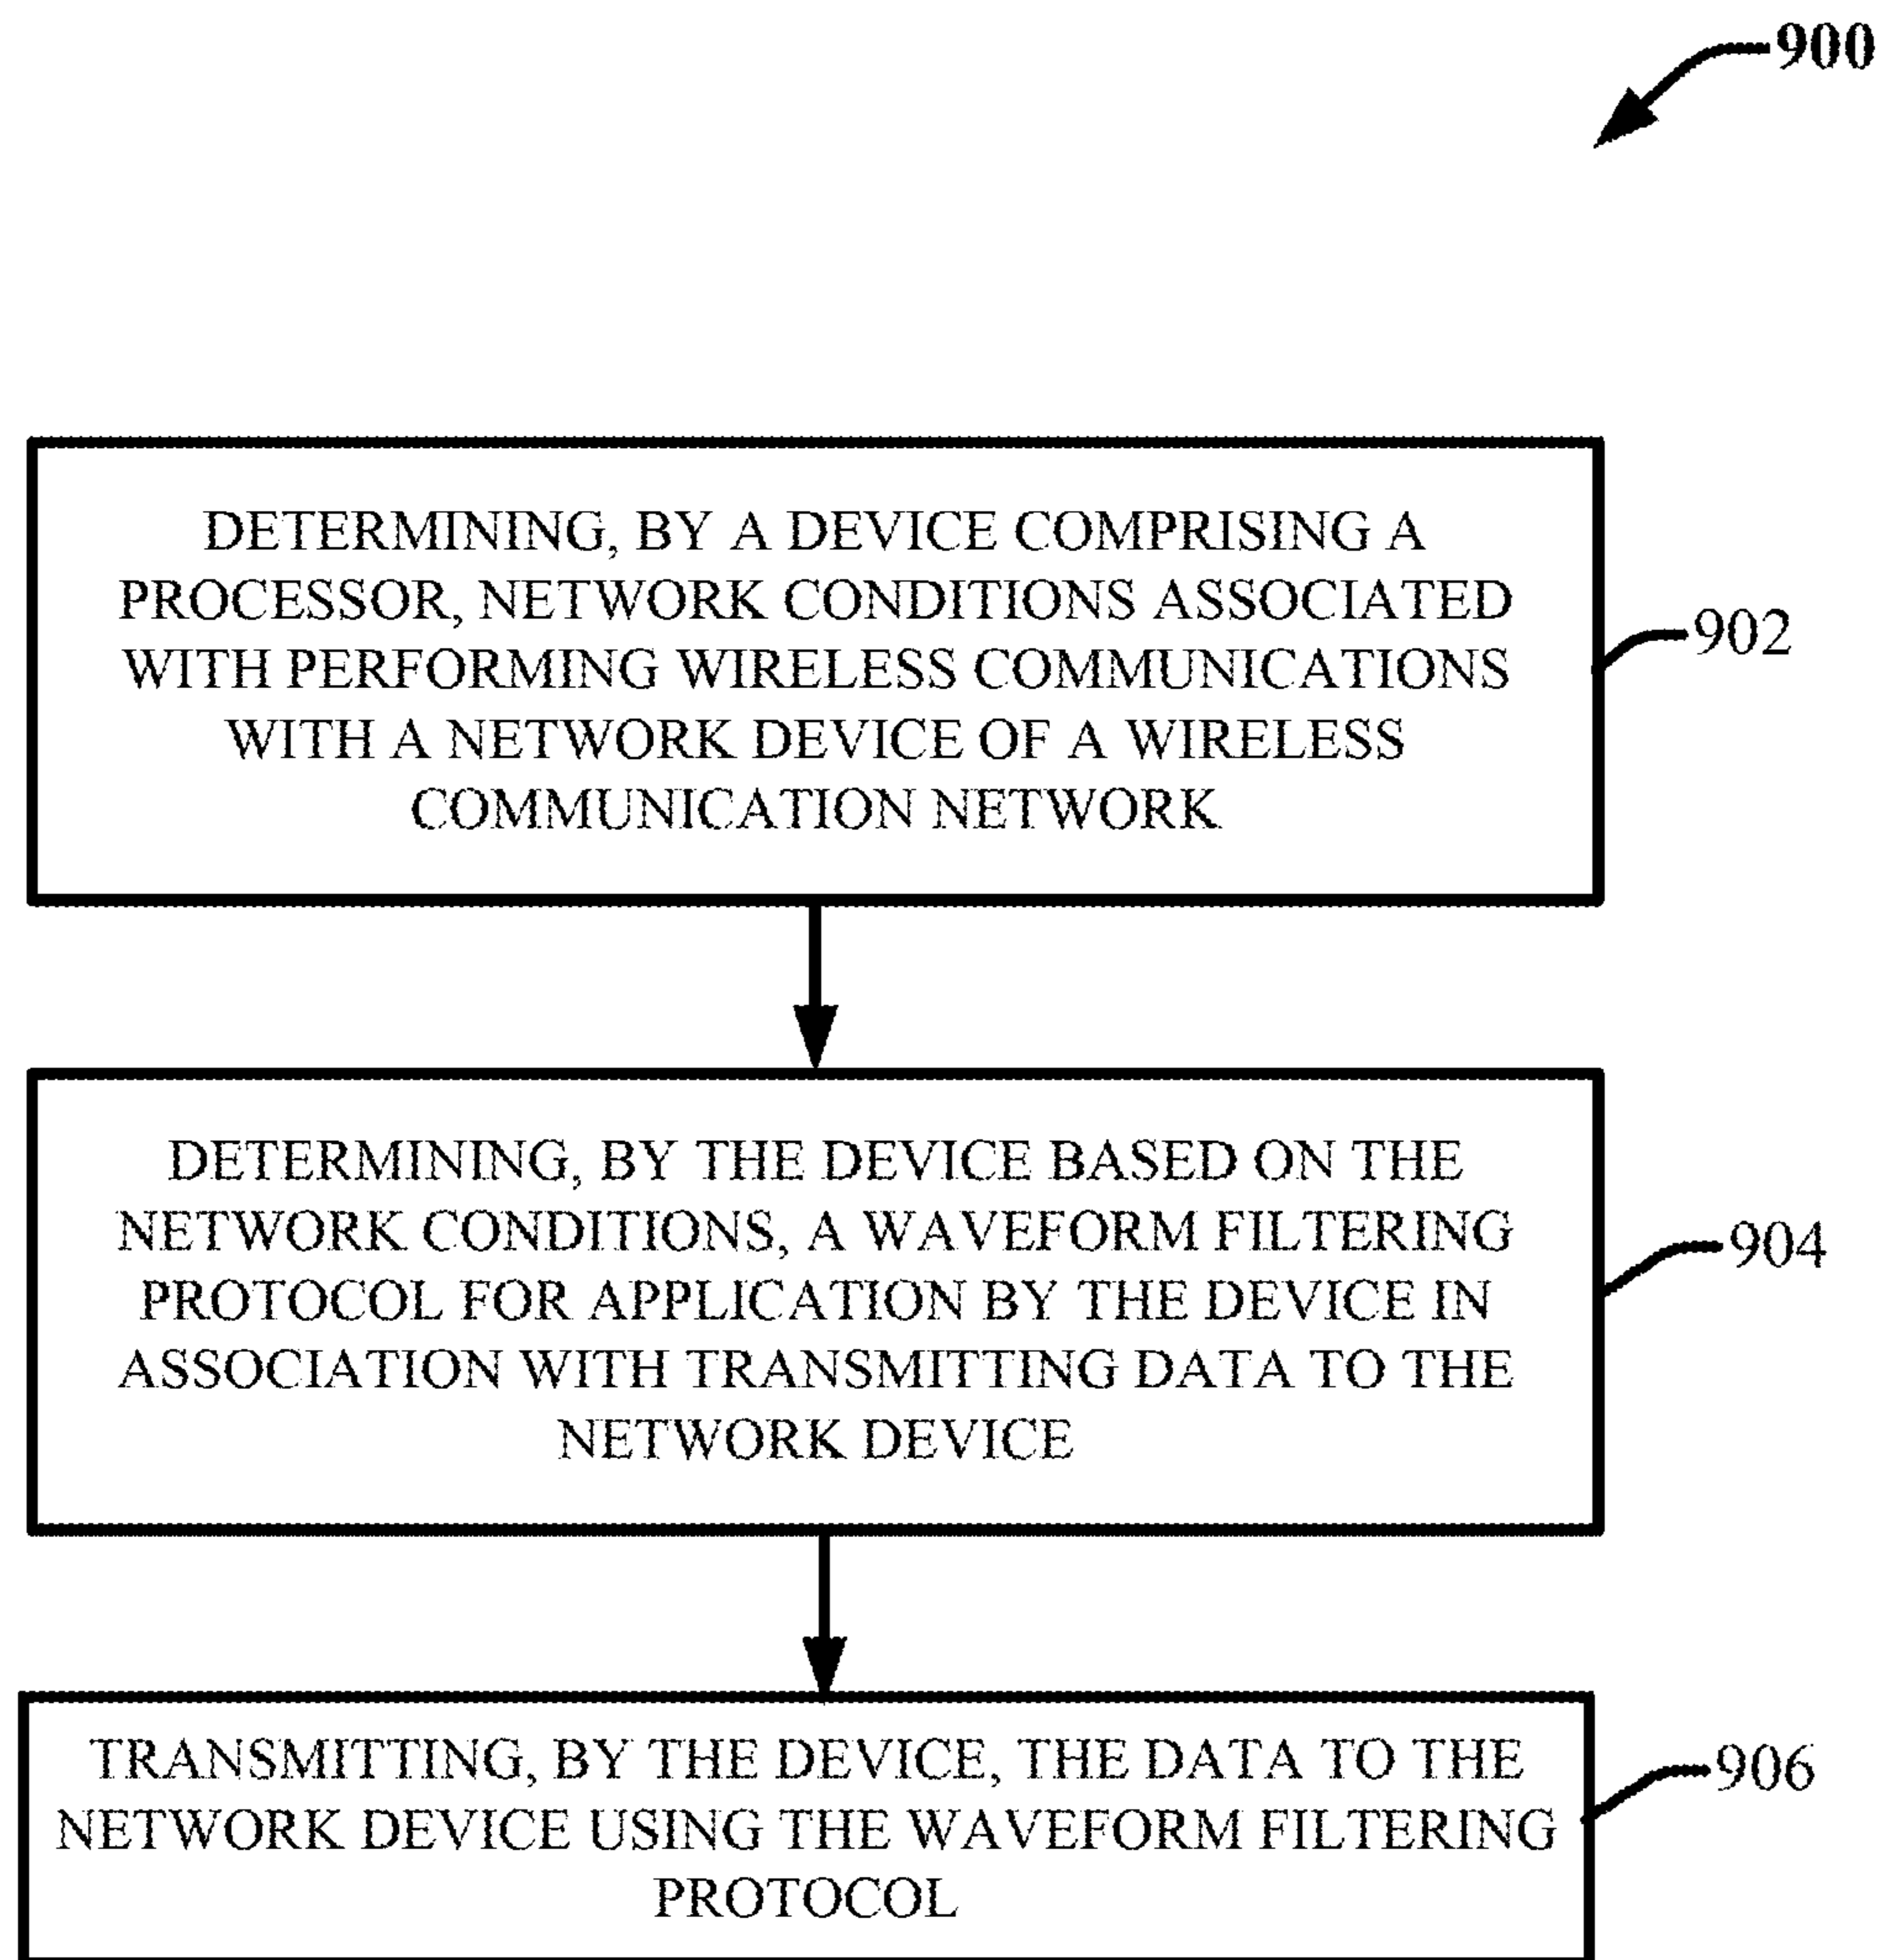 900
DETERMINING, BY A DEVICE COMPRISING A
PROCESSOR, NETWORK CONDITIONS ASSOCIATED
WITH PERFORMING WIRELESS COMMUNICATIONS
WITH A NETWORK DEVICE OF A WIRELESS
COMMUNICATION NETWORK
902
DETERMINING, BY THE DEVICE BASED ON THE
NETWORK CONDITIONS, A WAVEFORM FILTERING
PROTOCOL FOR APPLICATION BY THE DEVICE IN
ASSOCIATION WITH TRANSMITTING DATA TO THE
NETWORK DEVICE
904
TRANSMITTING, BY THE DEVICE, THE DATA TO THE
NETWORK DEVICE USING THE WAVEFORM FILTERING
PROTOCOL
906